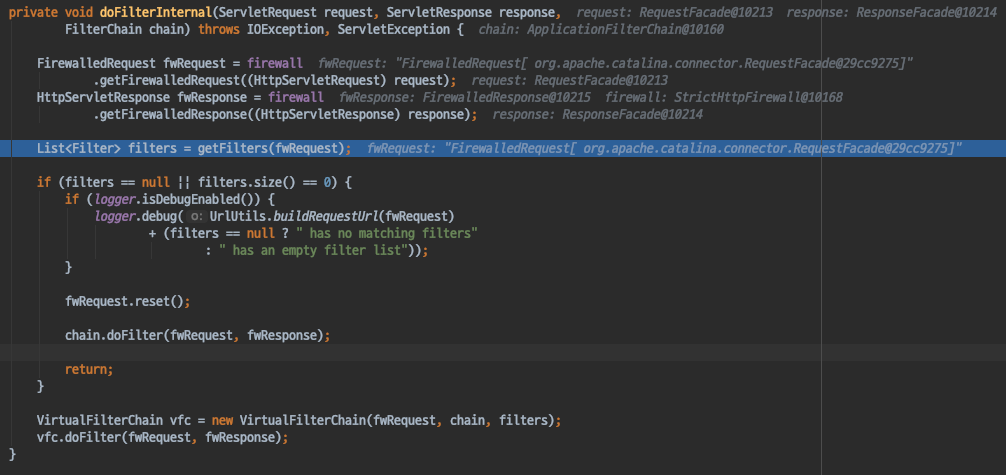 private void doFilterInternal(ServletRequest request, ServletResponse response,  request: RequestFacade@10213  response: ResponseFacade@10214
        FilterChain chain) throws IOException, ServletException {  chain: ApplicationFilterChain@10160
    FirewalledRequest fwRequest = firewall  fwRequest: "FirewalledRequest[ org.apache.catalina.connector.RequestFacade@29cc9275]"
            .getFirewalledRequest((HttpServletRequest) request);  request: RequestFacade@10213
    HttpServletResponse fwResponse = firewall  fwResponse: FirewalledResponse@10215  firewall: StrictHttpFirewall@10168
            .getFirewalledResponse((HttpServletResponse) response);  response: ResponseFacade@10214
    List<Filter> filters = getFilters(fwRequest);  fwRequest: "FirewalledRequest[ org.apache.catalina.connector.RequestFacade@29cc9275]"
    if (filters == null || filters.size() == 0) {
        if (logger.isDebugEnabled()) {
            logger.debug( o: UrlUtils.buildRequestUrl(fwRequest)
                    + (filters == null ? " has no matching filters"
                            : " has an empty filter list"));
        }
        fwRequest.reset();
        chain.doFilter(fwRequest, fwResponse);
        return;
    }
    VirtualFilterChain vfc = new VirtualFilterChain(fwRequest, chain, filters);
    vfc.doFilter(fwRequest, fwResponse);
}